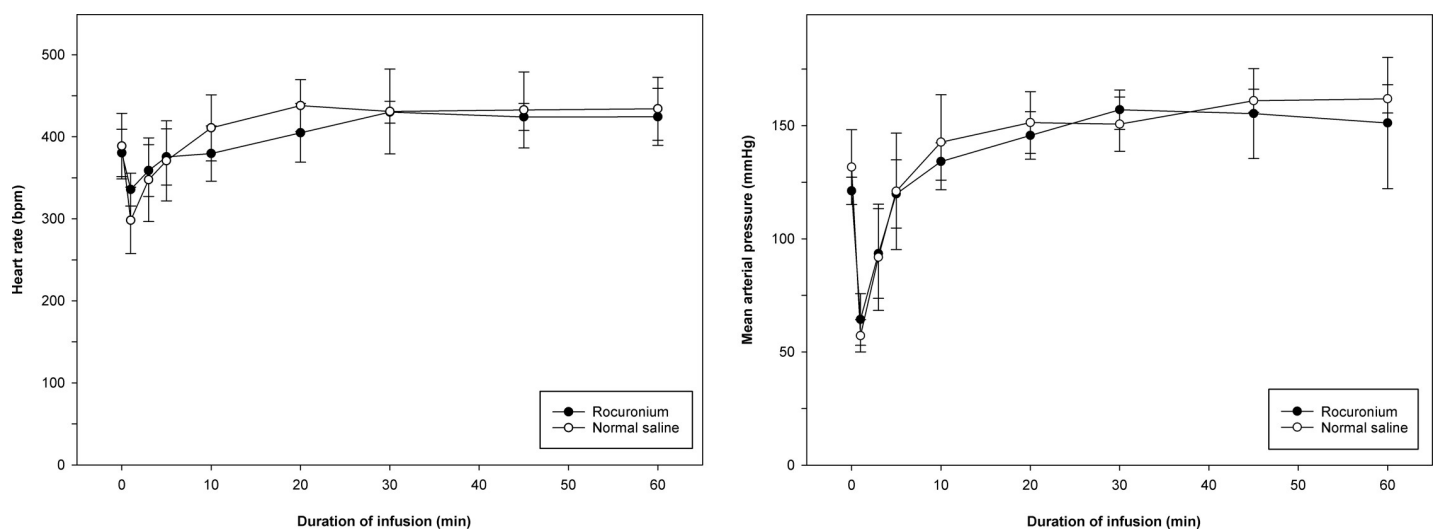 Heart rate (bpm)
500
400
300
200
100
0
0 10 20 30 40 50 60
Duration of infusion (min)
Rocuronium
Normal saline
Mean arterial pressure (mmHg)
150
100
50
0
0 10 20 30 40 50 60
Duration of infusion (min)
Rocuronium
Normal saline